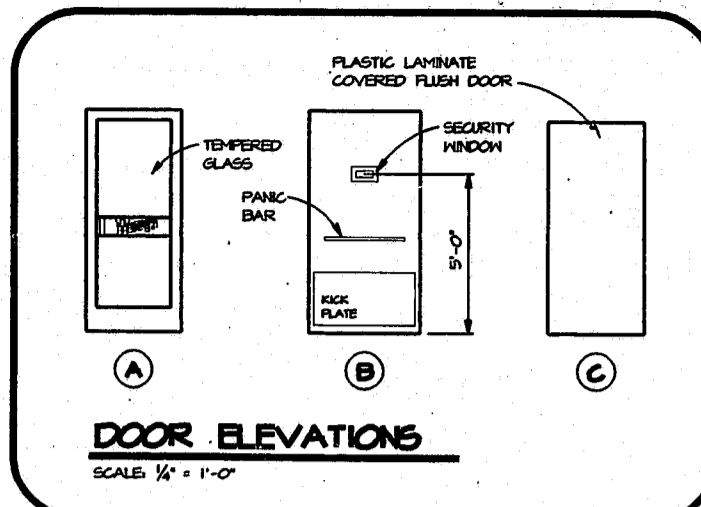 PLASTIC LAMINATE
COVERED FLUSH DOOR
TEMPERED
GLASS
SECURITY
WINDOW
PANIC
BAR
5'-0"
KICK
PLATE
A
B
C
DOOR ELEVATIONS
SCALE: 1/4" = 1'-0"